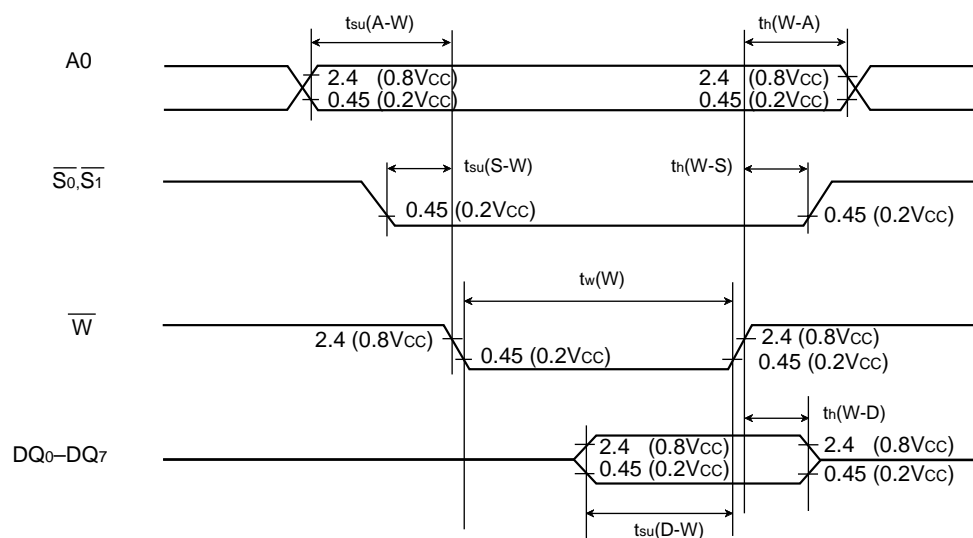 tsu(A-W) th(W-A)
A0
2.4 (0.8VCC) 2.4 (0.8VCC)
0.45 (0.2VCC) 0.45 (0.2VCC)
S0,S1 tsu(S-W) th(W-S)
0.45 (0.2VCC) 0.45 (0.2VCC)
tw(W)
W
2.4 (0.8VCC) 2.4 (0.8VCC)
0.45 (0.2VCC) 0.45 (0.2VCC)
th(W-D)
DQ0–DQ7 2.4 (0.8VCC) 2.4 (0.8VCC)
0.45 (0.2VCC) 0.45 (0.2VCC)
tsu(D-W)